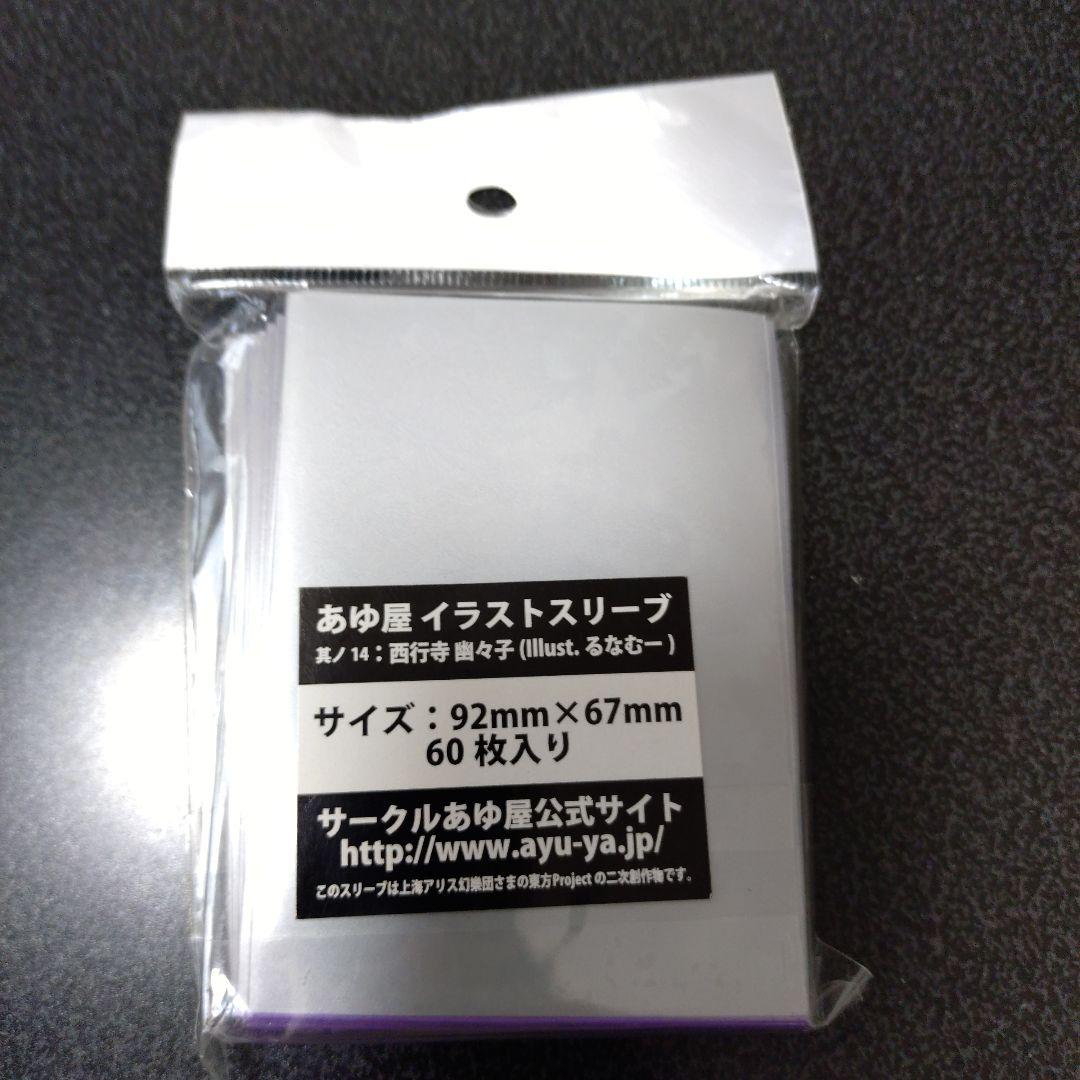 あゆ屋 イラストスリーブ
其ノ 14：西行寺 幽々子 (Illust. るなむー )
サイズ：92mm×67mm
60 枚入り
サークルあゆ屋公式サイト
http://www.ayu-ya.jp/
このスリーブは上海アリス幻樂団さまの東方Project の二次創作物です。